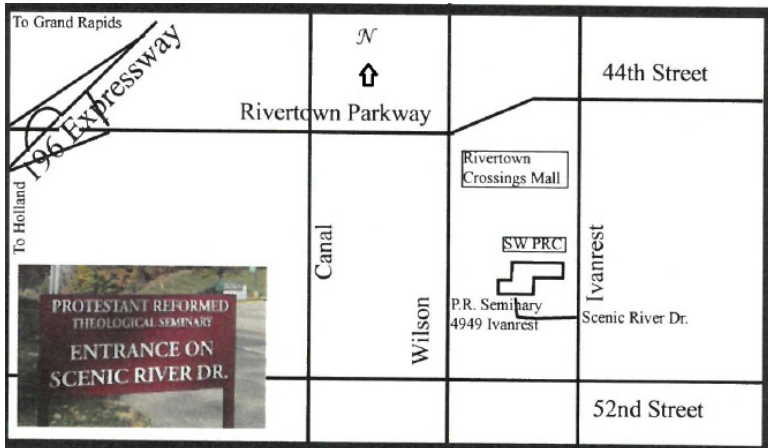 To Grand Rapids
N
196 Expressway
44th Street
Rivertown Parkway
Rivertown
Crossings Mall
To Holland
Canal
SW PRC
Ivanrest
Wilson
P.R. Seminary
4949 Ivanrest
Scenic River Dr.
PROTESTANT REFORMED
THEOLOGICAL SEMINARY
ENTRANCE ON
SCENIC RIVER DR.
52nd Street